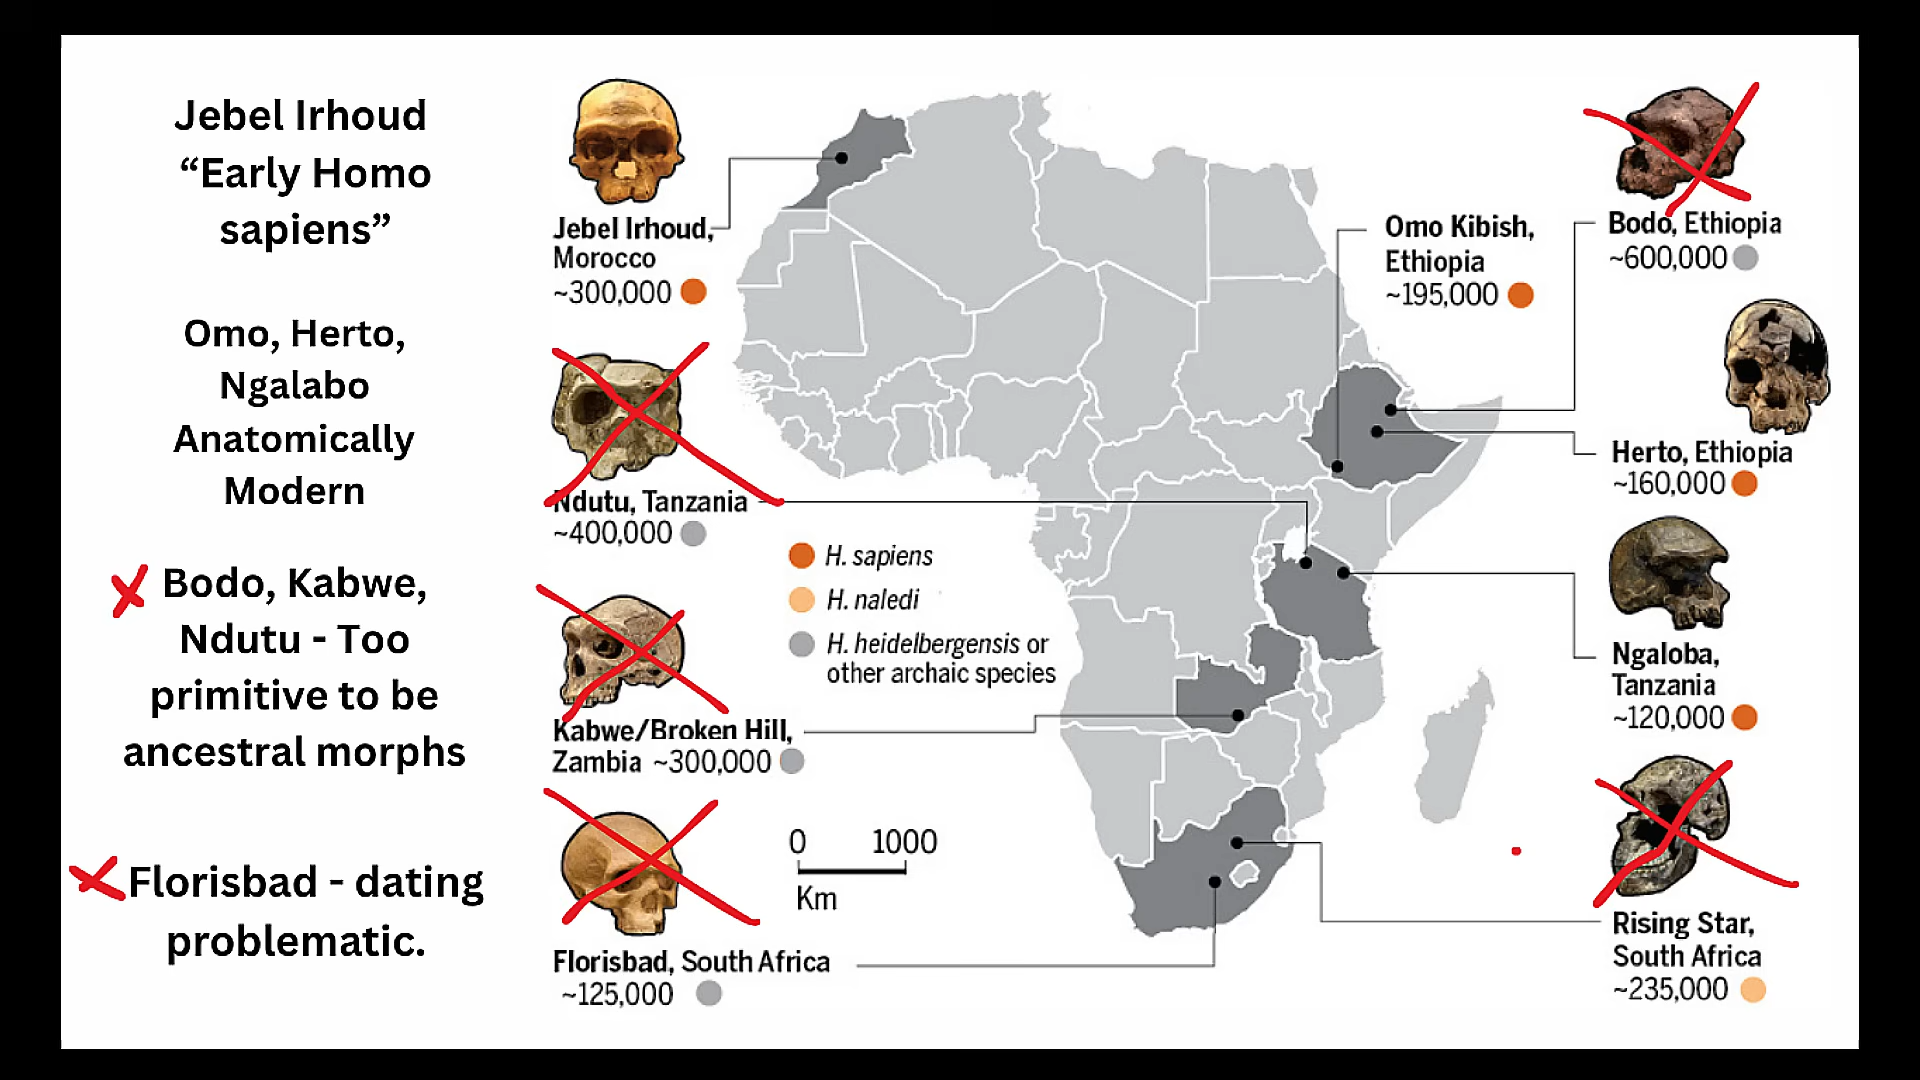 Jebel Irhoud
“Early Homo
sapiens”
Omo, Herto,
Ngalabo
Anatomically
Modern
Bodo, Kabwe,
Ndutu - Too
primitive to be
ancestral morphs
Florisbad - dating
problematic.
Jebel Irhoud,
Morocco
~300,000
Ndutu, Tanzania
~400,000
Kabwe/Broken Hill,
Zambia ~300,000
Florisbad, South Africa
~125,000
H. sapiens
H. naledi
H. heidelbergensis or
other archaic species
0 1000
Km
Omo Kibish,
Ethiopia
~195,000
Bodo, Ethiopia
~600,000
Herto, Ethiopia
~160,000
Ngaloba,
Tanzania
~120,000
Rising Star,
South Africa
~235,000